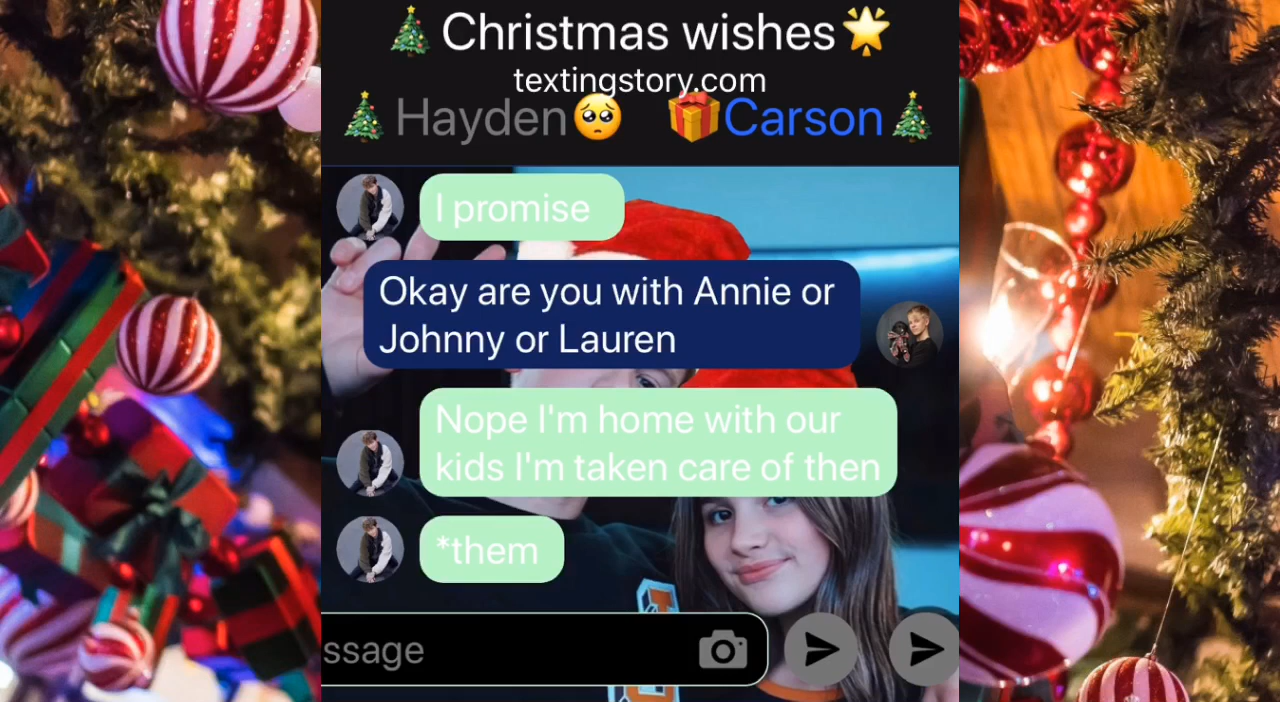 🎄Christmas wishes🌟
textingstory.com
🎄Hayden🥺 🎁Carson🎄
I promise
Okay are you with Annie or
Johnny or Lauren
Nope I'm home with our
kids I'm taken care of then
*them
ssage